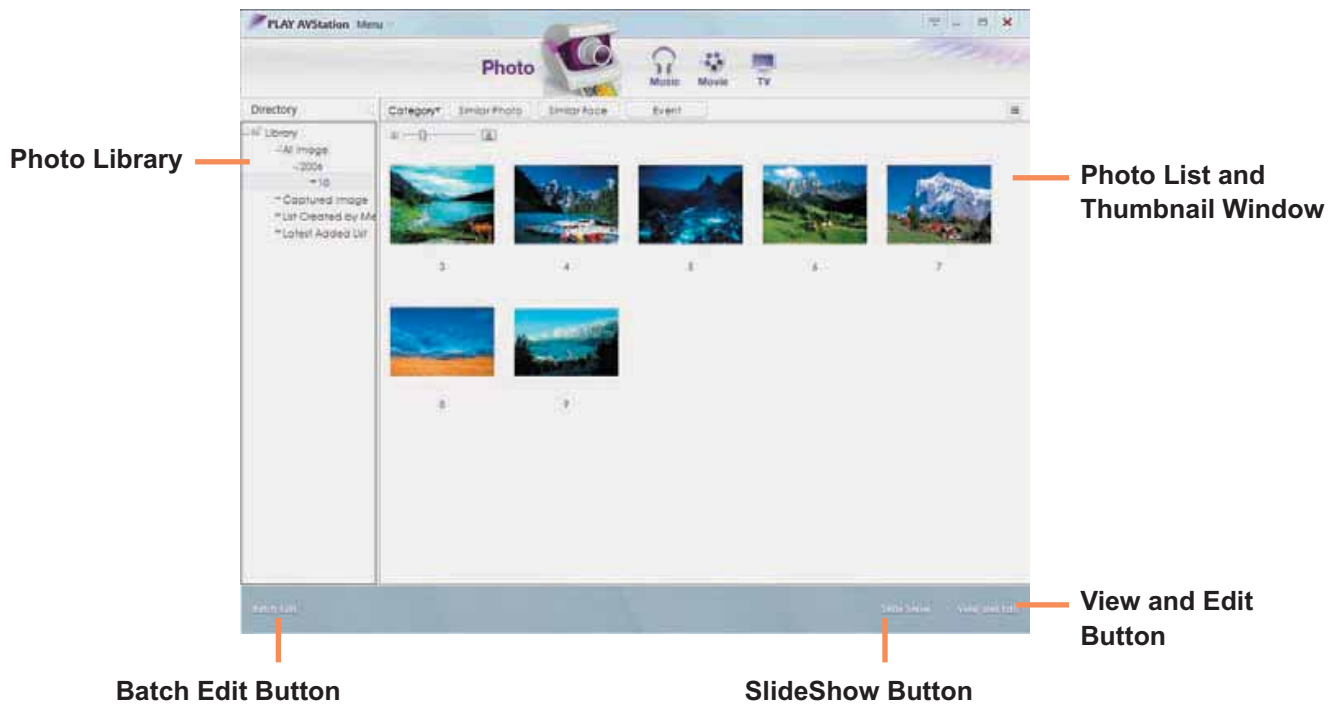 PLAY AVStation Menu
Photo
Music Movie TV
Directory
Category Similar Photo Similar Face Event
Library
All Image
2006
10
Captured Image
List Created by Me
Latest Added List
3 4 5 6 7
8 9
Batch Edit
Slide Show View and Edit
Photo Library
Photo List and
Thumbnail Window
View and Edit
Button
Batch Edit Button
SlideShow Button